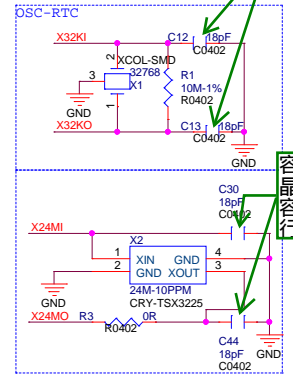 OSC-RTC
X32KI
C12
18pF
C0402
2
XCOL-SMD
32768
X1
3
1
GND
R1
10M-1%
R0402
X32KO
C13
18pF
C0402
GND
容
晶
容
行
C30
18pF
C0402
X24MI
X2
1
XIN
GND
4
2
GND
XOUT
3
24M-10PPM
CRY-TSX3225
GND
X24MO
R3
0R
R0402
C44
18pF
C0402
GND